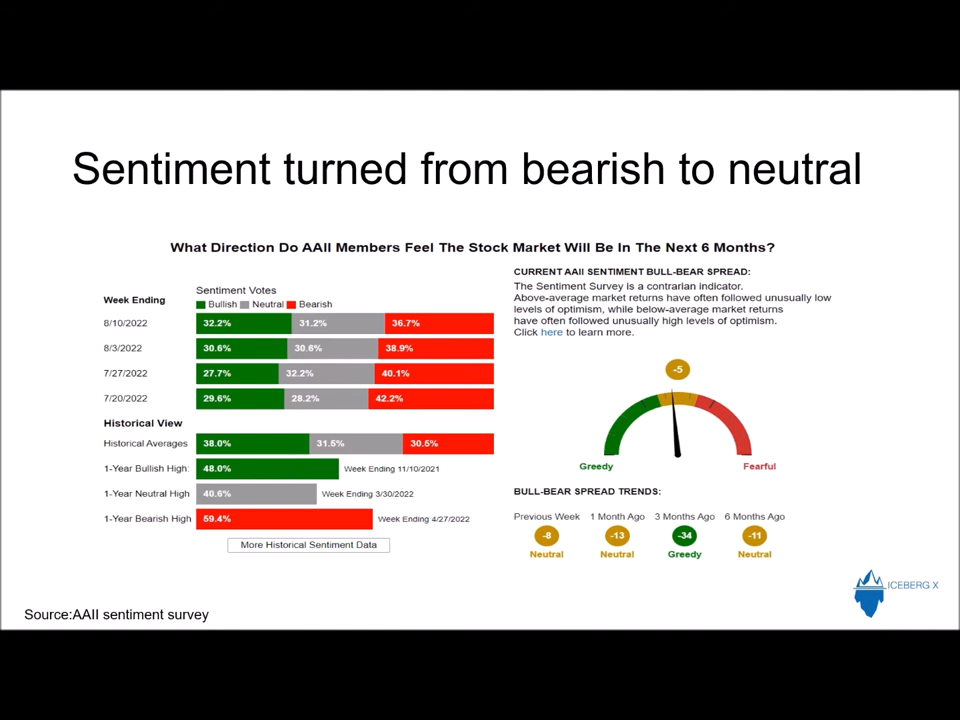 Sentiment turned from bearish to neutral
What Direction Do AAII Members Feel The Stock Market Will Be In The Next 6 Months?
Week Ending
Sentiment Votes
Bullish Neutral Bearish
8/10/2022 32.2% 31.2% 36.7%
8/3/2022 30.6% 30.6% 38.9%
7/27/2022 27.7% 32.2% 40.1%
7/20/2022 29.6% 28.2% 42.2%
Historical View
Historical Averages 38.0% 31.5% 30.5%
1-Year Bullish High: 48.0% Week Ending 11/10/2021
1-Year Neutral High 40.6% Week Ending 3/30/2022
1-Year Bearish High 59.4% Week Ending 4/27/2022
More Historical Sentiment Data
CURRENT AAII SENTIMENT BULL-BEAR SPREAD:
The Sentiment Survey is a contrarian indicator.
Above-average market returns have often followed unusually low
levels of optimism, while below-average market returns
have often followed unusually high levels of optimism.
Click here to learn more.
-5
Greedy Fearful
BULL-BEAR SPREAD TRENDS:
Previous Week 1 Month Ago 3 Months Ago 6 Months Ago
-8 -13 -34 -11
Neutral Neutral Greedy Neutral
ICEBERG X
Source:AAII sentiment survey